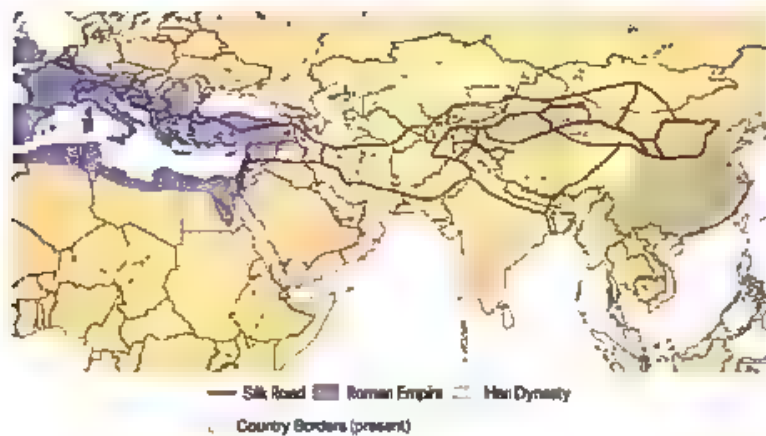 Silk Road Roman Empire Han Dynasty
Country Borders (present)